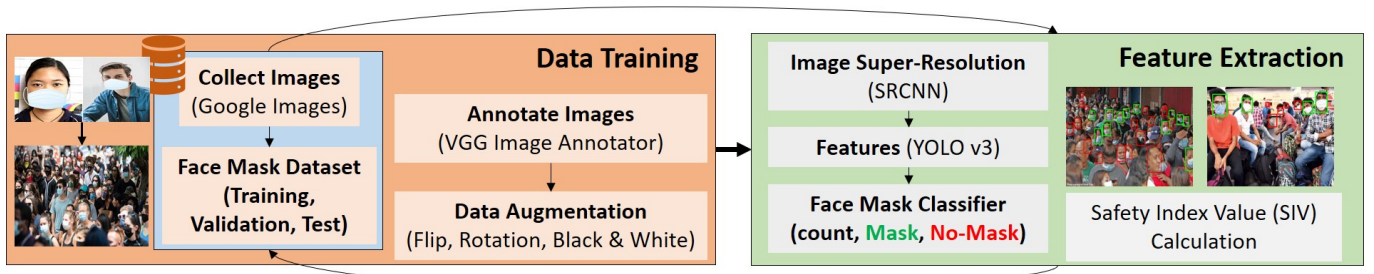 Data Training
Collect Images
(Google Images)
Face Mask Dataset
(Training,
Validation, Test)
Annotate Images
(VGG Image Annotator)
Data Augmentation
(Flip, Rotation, Black & White)
Feature Extraction
Image Super-Resolution
(SRCNN)
Features (YOLO v3)
Face Mask Classifier
(count, Mask, No-Mask)
Safety Index Value (SIV)
Calculation